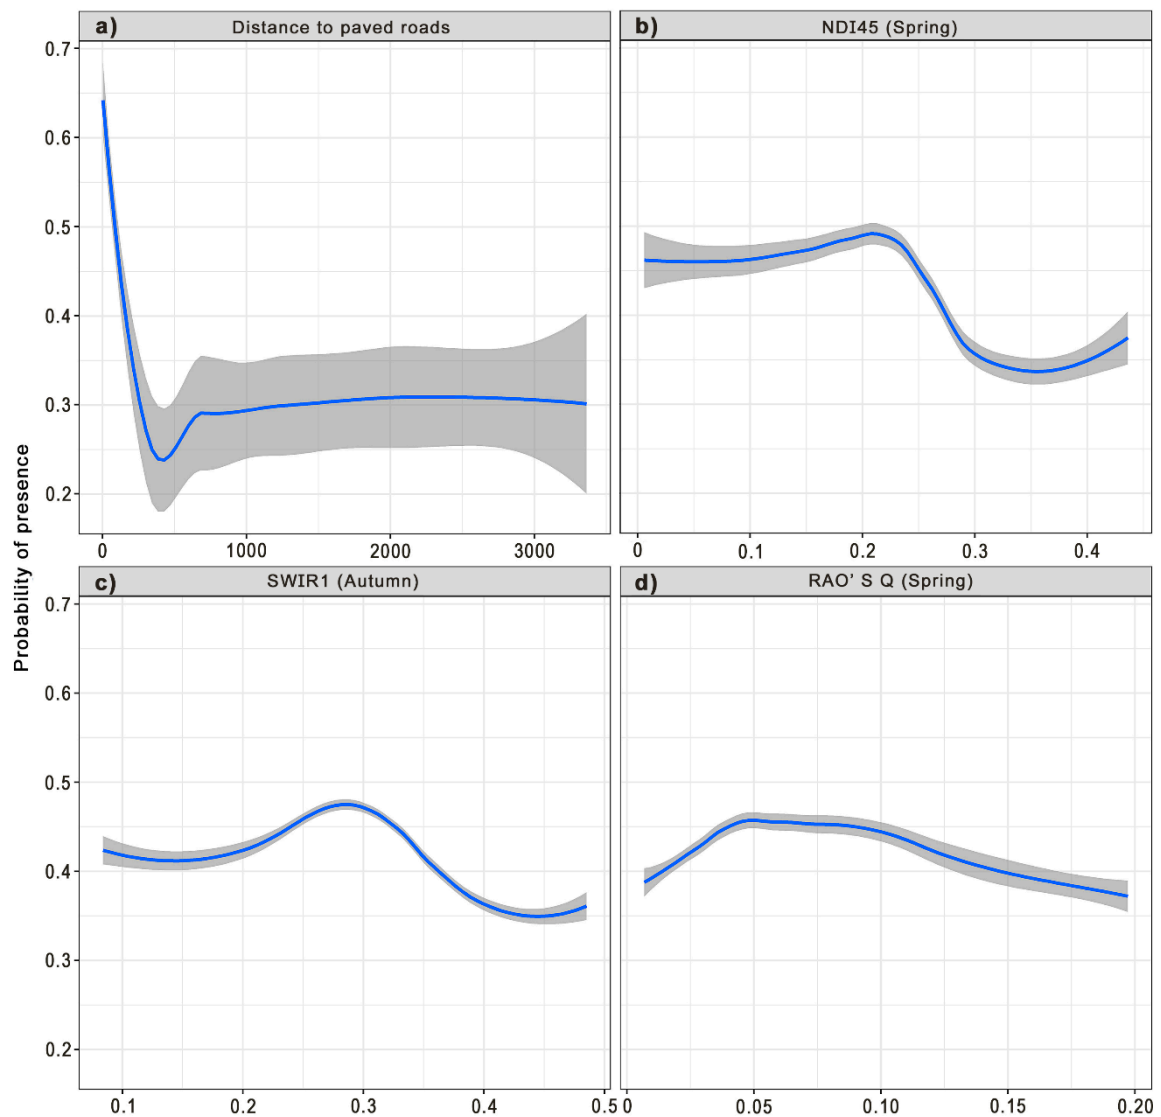 a) Distance to paved roads
b) NDI45 (Spring)
0.7
0.6
0.5
0.4
0.3
0.2
0 1000 2000 3000
0 0.1 0.2 0.3 0.4
Probability of presence
c) SWIR1 (Autumn)
d) RAO' S Q (Spring)
0.7
0.6
0.5
0.4
0.3
0.2
0.1 0.2 0.3 0.4 0.5
0 0.05 0.10 0.15 0.20